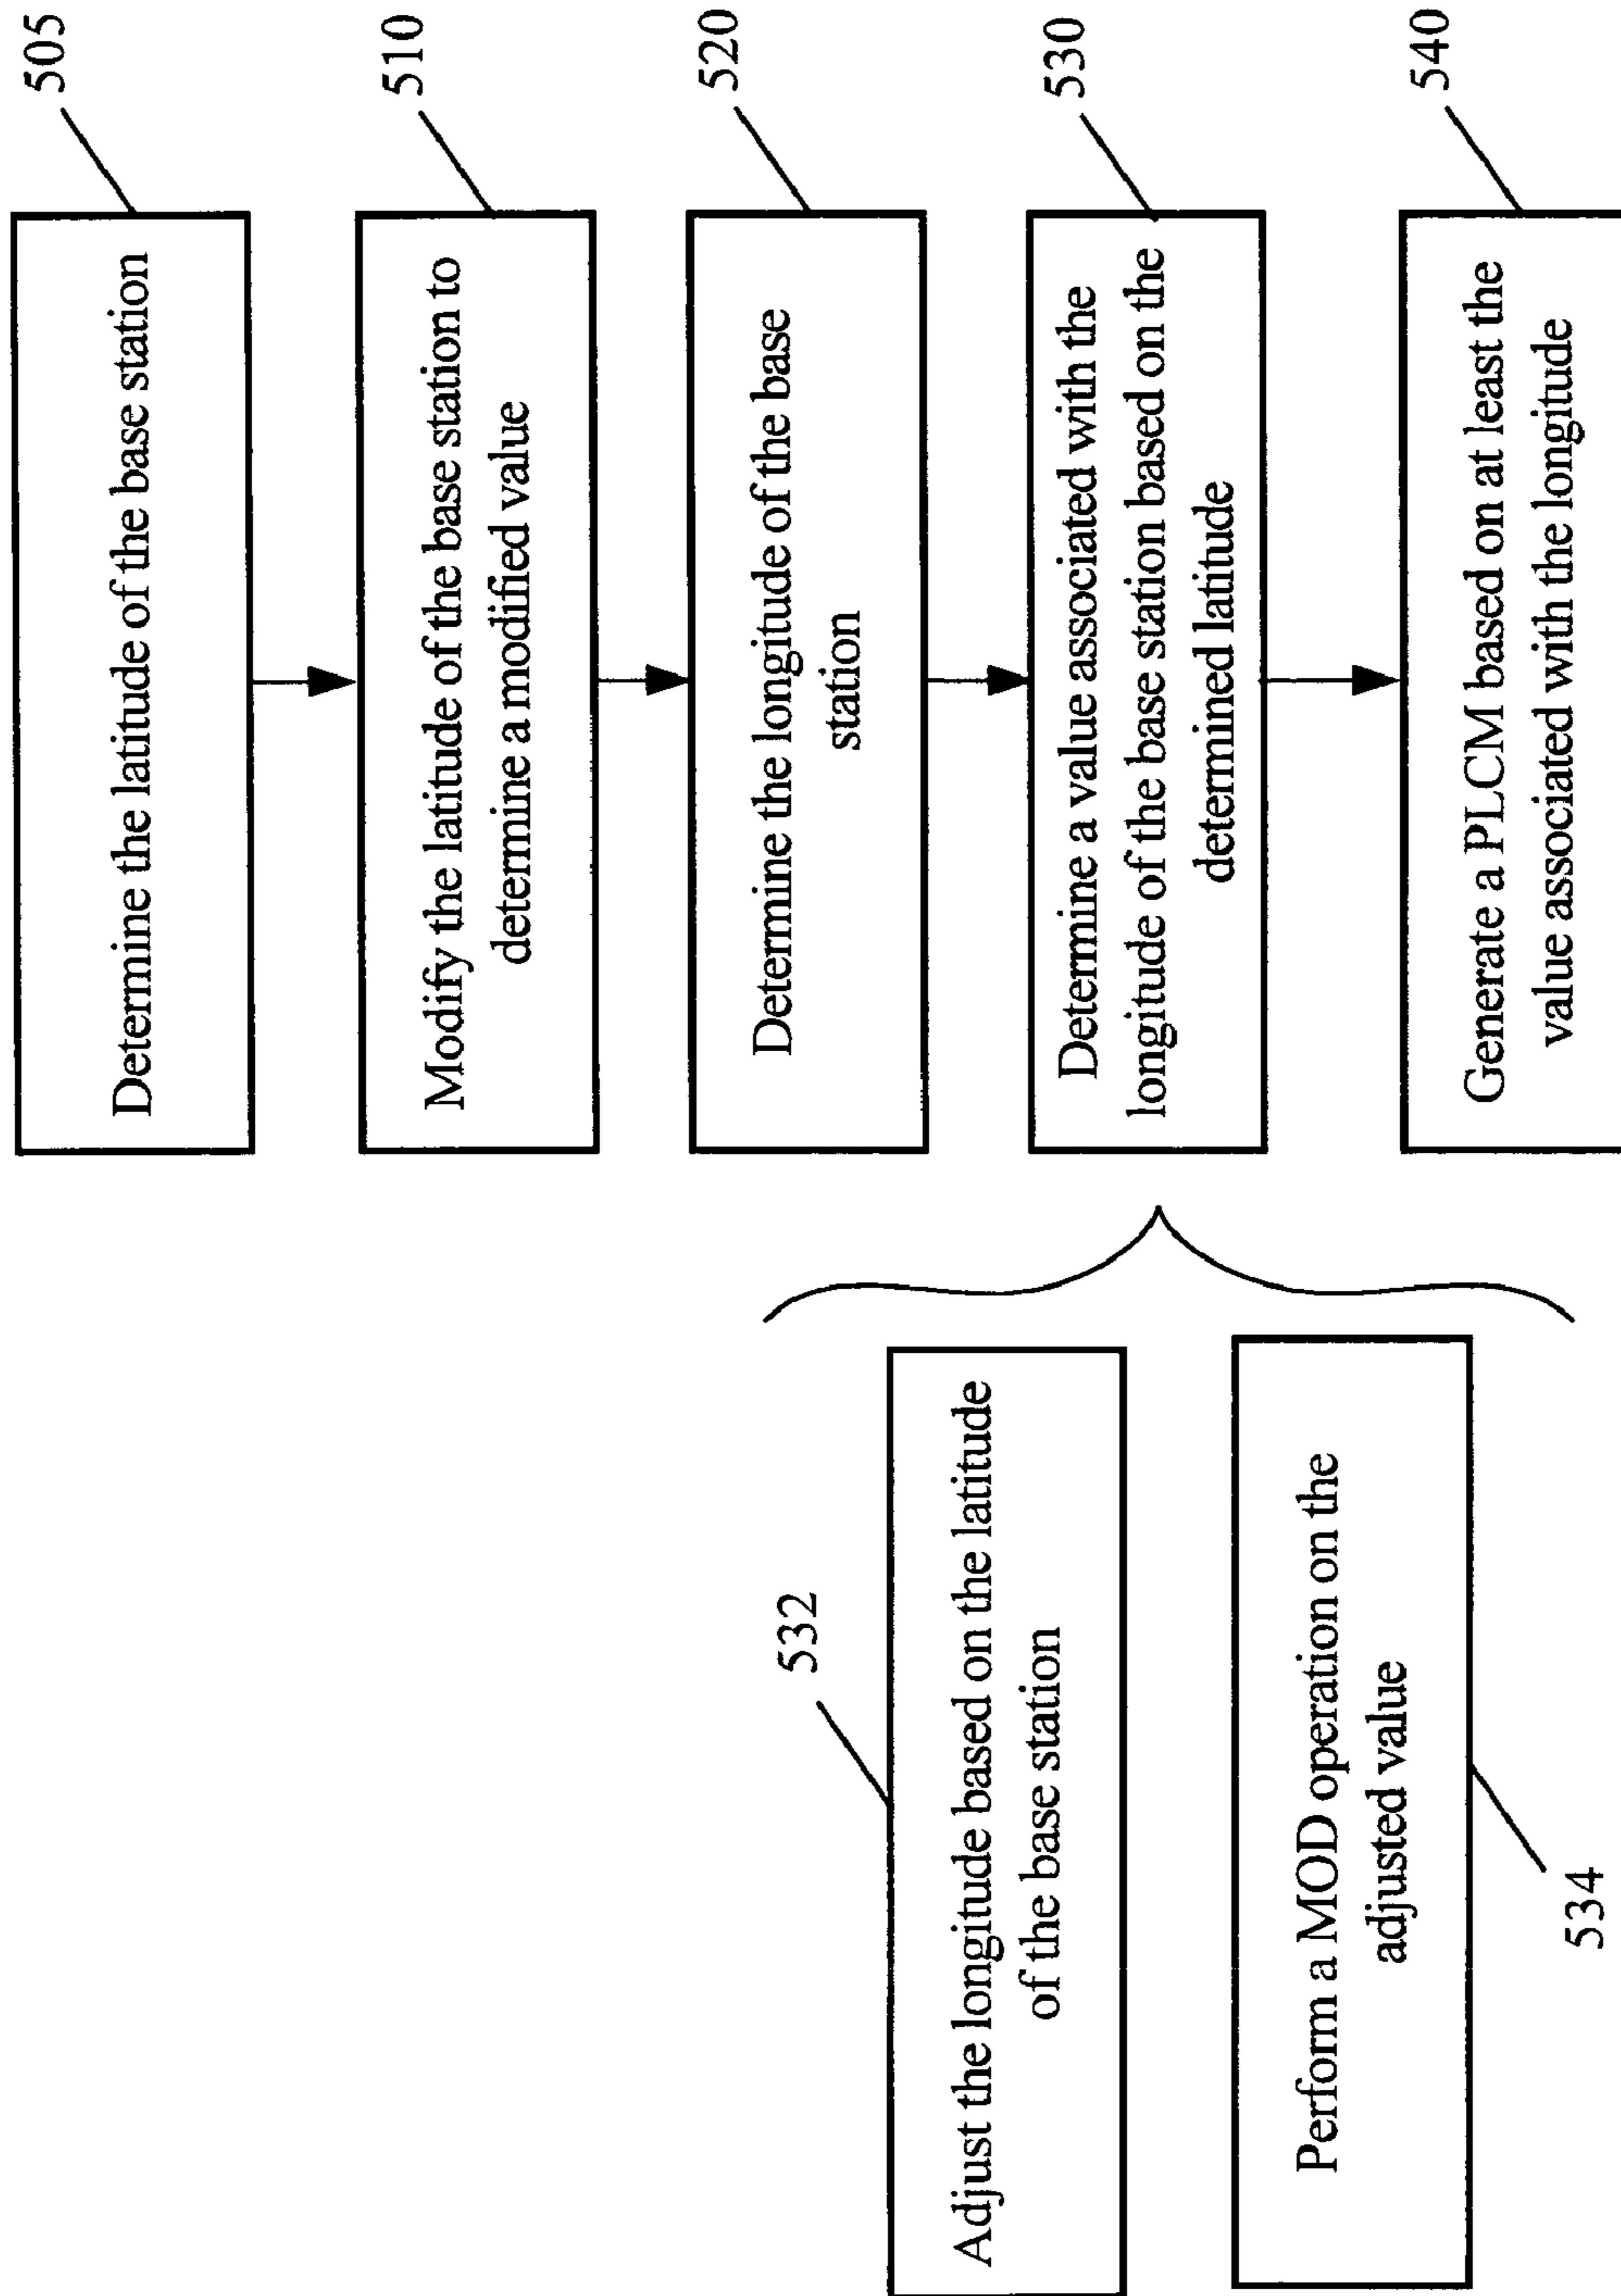 505
Determine the latitude of the base station
510
Modify the latitude of the base station to
determine a modified value
520
Determine the longitude of the base
station
530
Determine a value associated with the
longitude of the base station based on the
determined latitude
540
Generate a PLCM based on at least the
value associated with the longitude
532
Adjust the longitude based on the latitude
of the base station
Perform a MOD operation on the
adjusted value
534